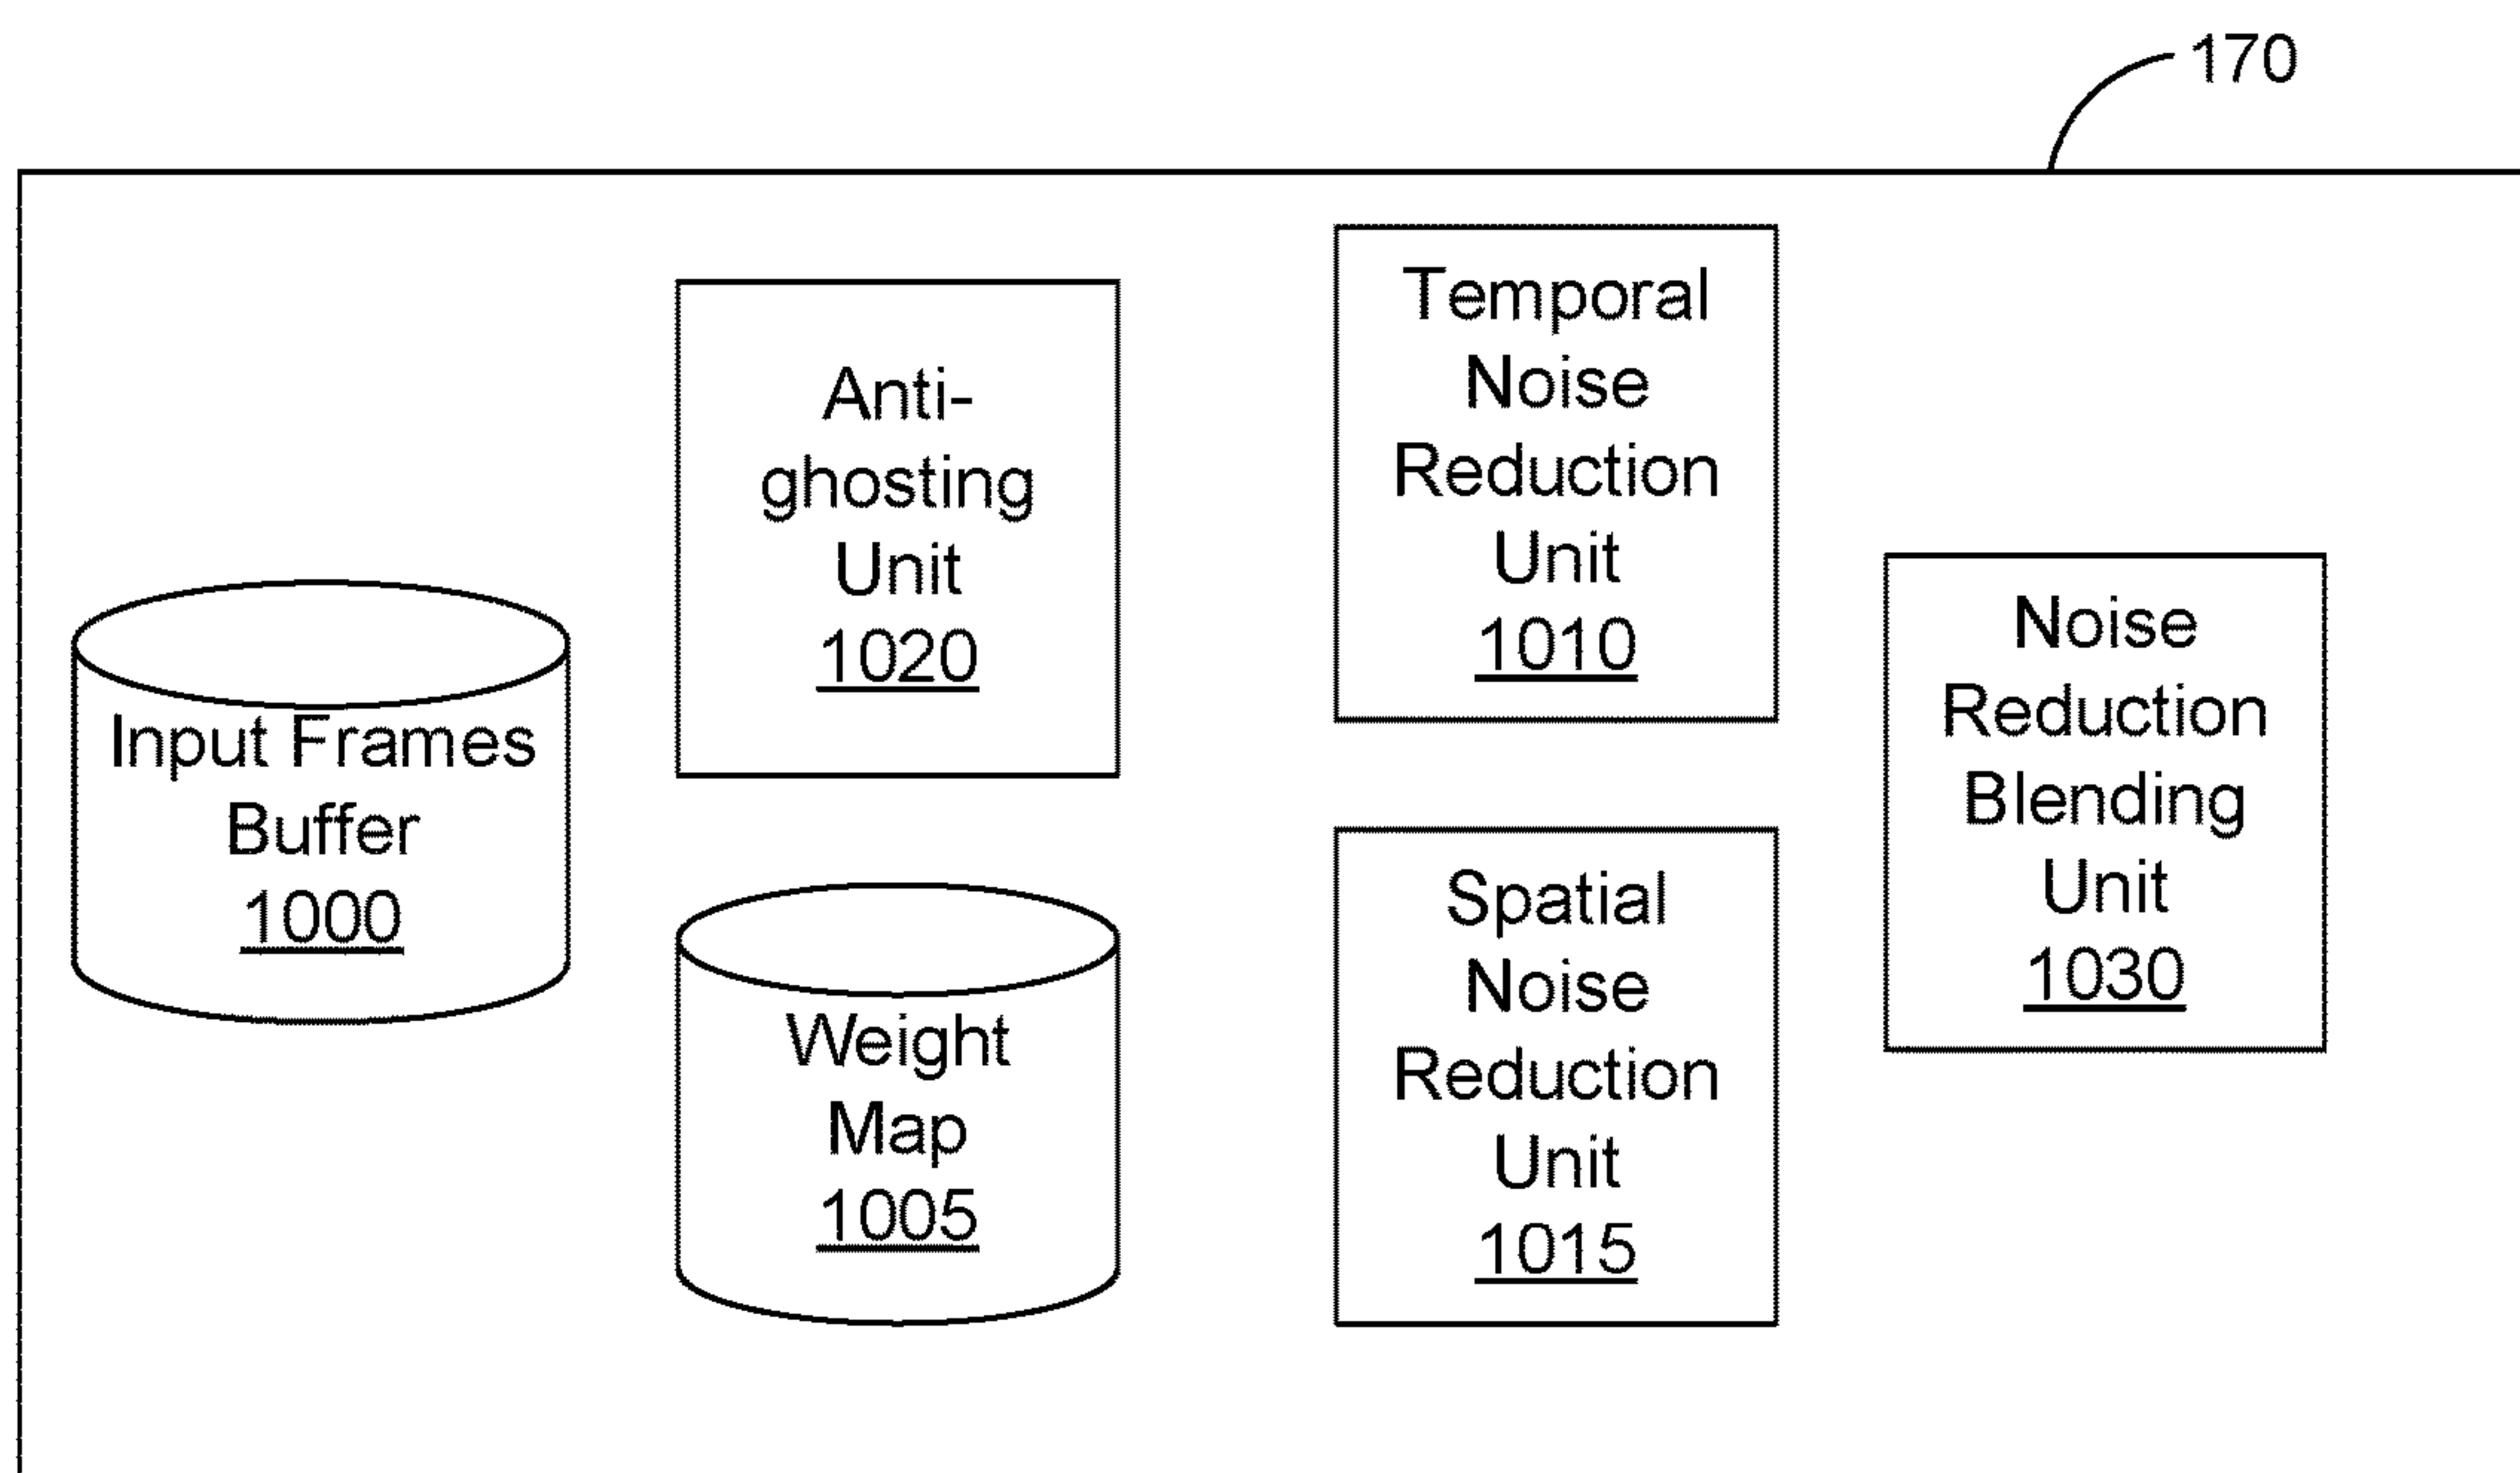 170
Anti-
ghosting
Unit
1020
Temporal
Noise
Reduction
Unit
1010
Input Frames
Buffer
1000
Weight
Map
1005
Spatial
Noise
Reduction
Unit
1015
Noise
Reduction
Blending
Unit
1030